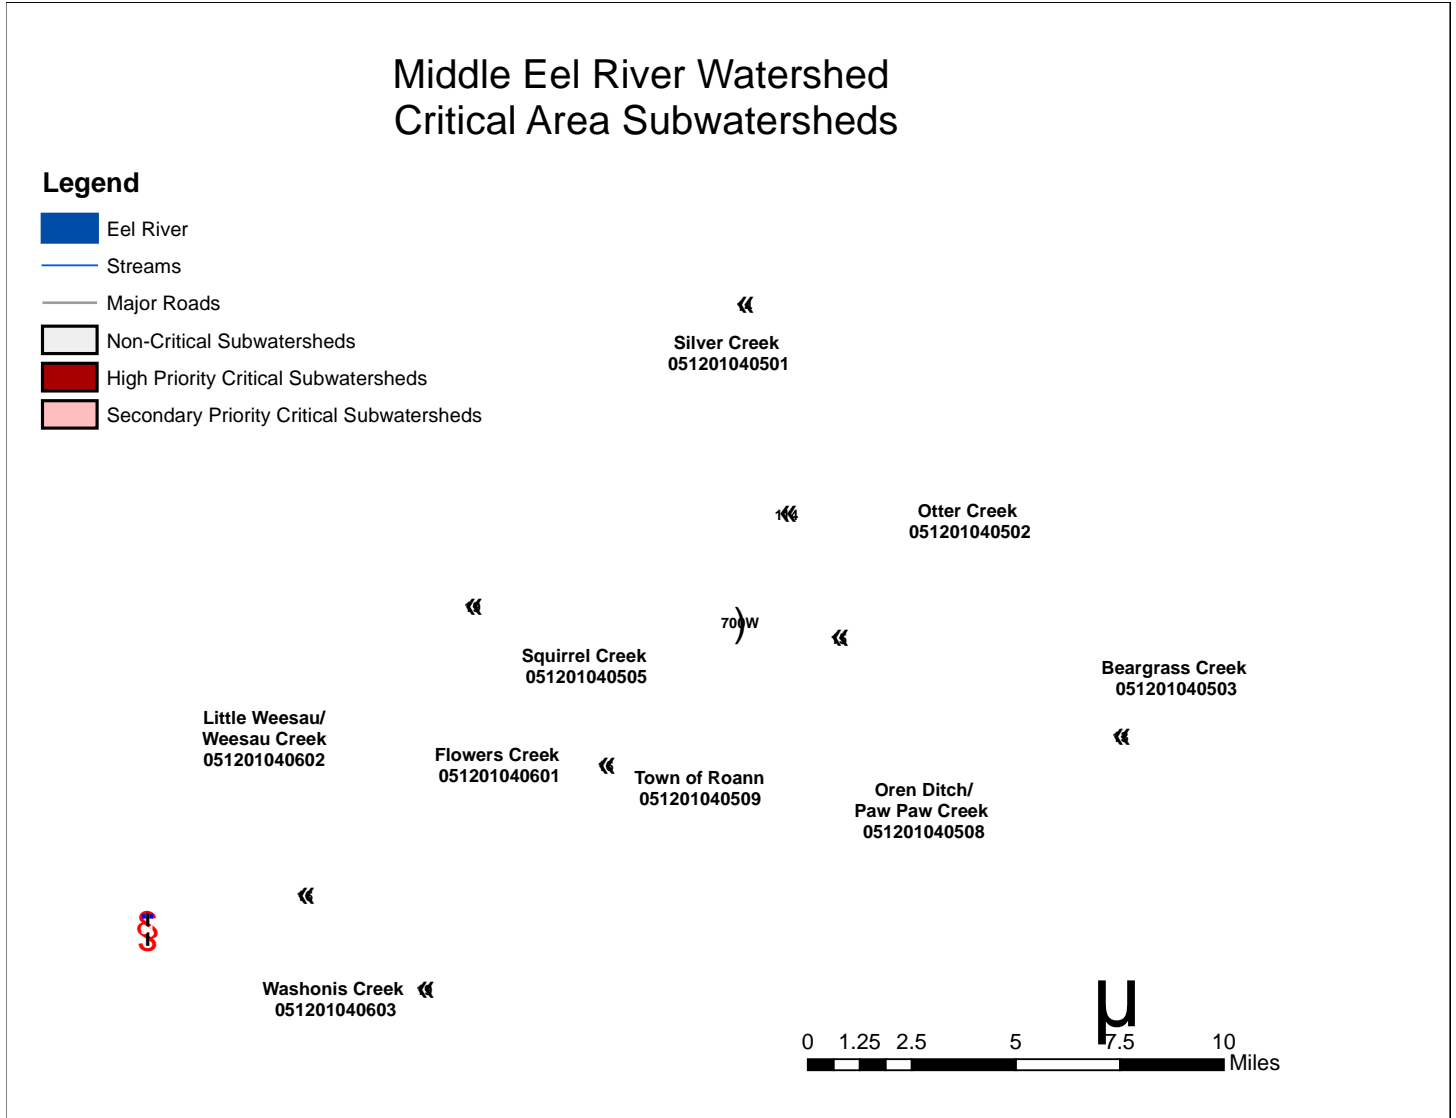 Middle Eel River Watershed
Critical Area Subwatersheds
Legend
Eel River
Streams
Major Roads
Non-Critical Subwatersheds
High Priority Critical Subwatersheds
Secondary Priority Critical Subwatersheds
Silver Creek
051201040501
Otter Creek
051201040502
700W
Squirrel Creek
051201040505
Beargrass Creek
051201040503
Little Weesau/
Weesau Creek
051201040602
Flowers Creek
051201040601
Town of Roann
051201040509
Oren Ditch/
Paw Paw Creek
051201040508
Washonis Creek
051201040603
µ
0 1.25 2.5 5 7.5 10
Miles